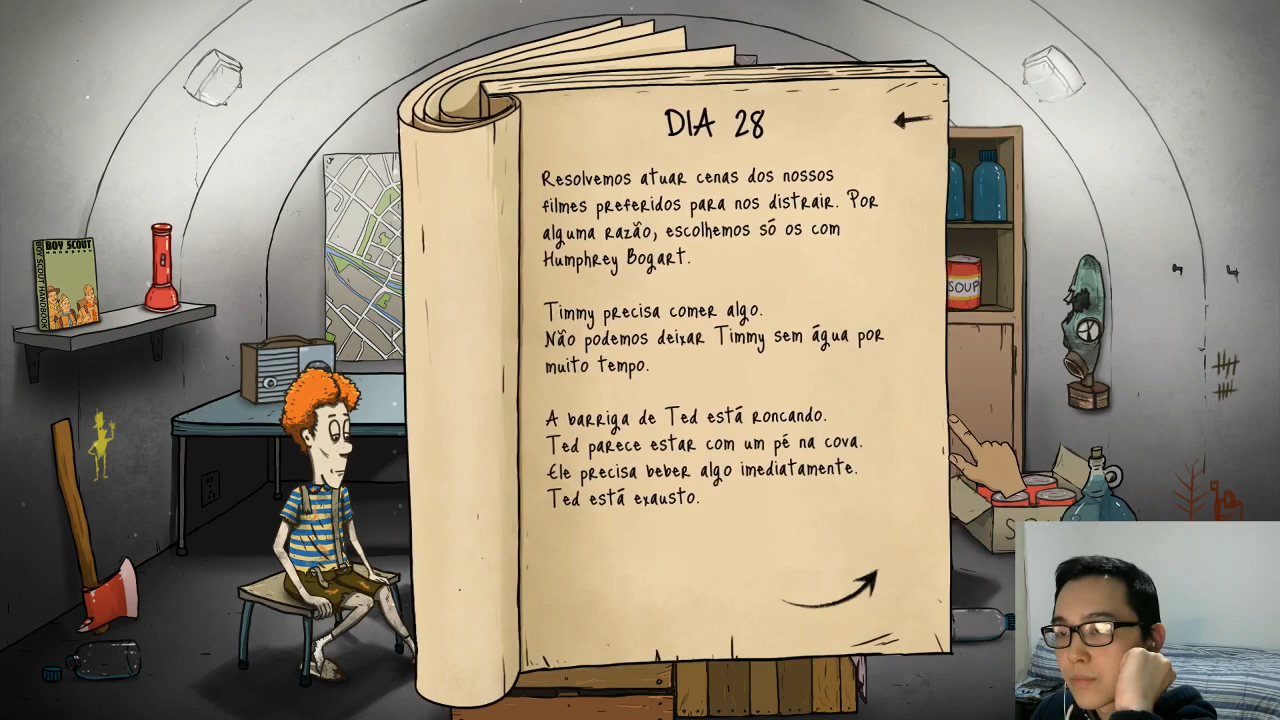 DIA 28
Resolvemos atuar cenas dos nossos
filmes preferidos para nos distrair. Por
alguma razão, escolhemos só os com
Humphrey Bogart.
Timmy precisa comer algo.
Não podemos deixar Timmy sem água por
muito tempo.
A barriga de Ted está roncando.
Ted parece estar com um pé na cova.
Ele precisa beber algo imediatamente.
Ted está exausto.
BOY SCOUT
HANDBOOK
BOY SCOUT HANDBOOK
SOUP